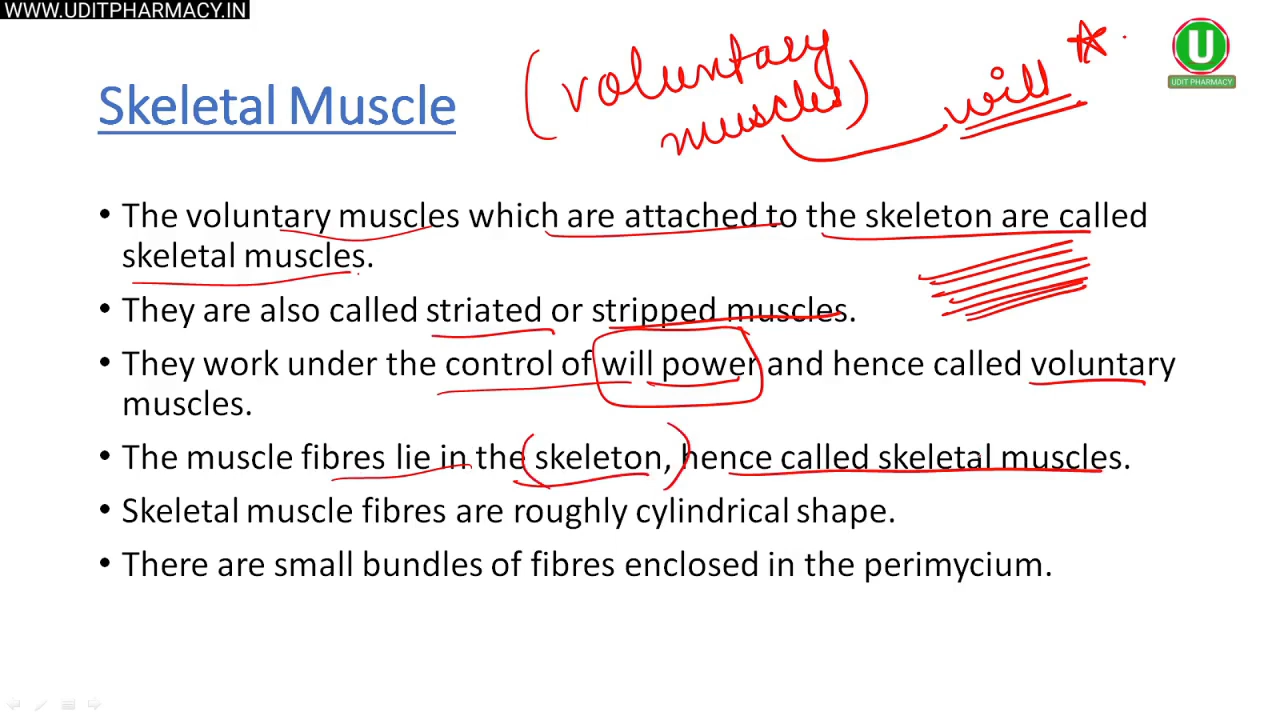 WWW.UDITPHARMACY.IN
U
UDIT PHARMACY
Skeletal Muscle
(voluntary
muscles)
will
• The voluntary muscles which are attached to the skeleton are called
skeletal muscles.
• They are also called striated or stripped muscles.
• They work under the control of will power and hence called voluntary
muscles.
• The muscle fibres lie in the skeleton, hence called skeletal muscles.
• Skeletal muscle fibres are roughly cylindrical shape.
• There are small bundles of fibres enclosed in the perimycium.